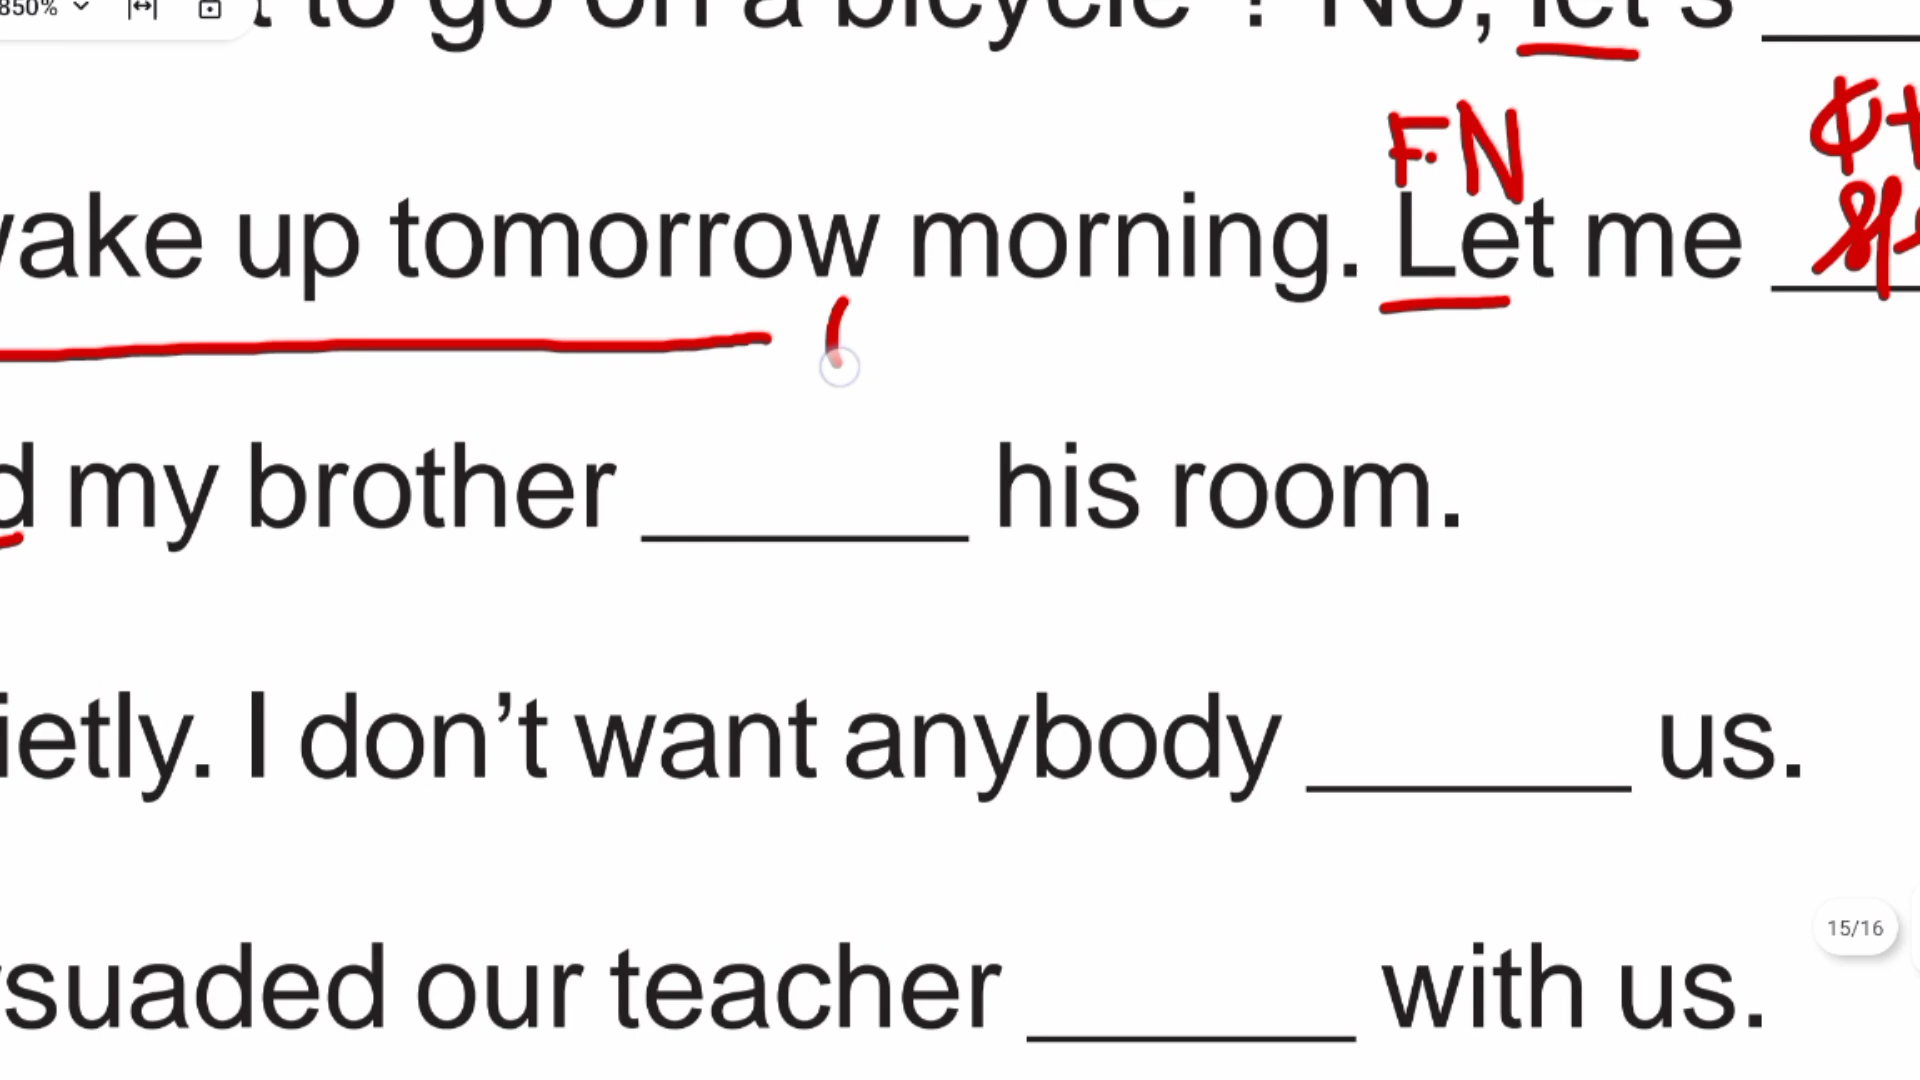 850%
to go on a bicycle ? No, let's
FN
wake up tomorrow morning. Let me
my brother his room.
ietly. I don't want anybody us.
suaded our teacher with us.
15/16